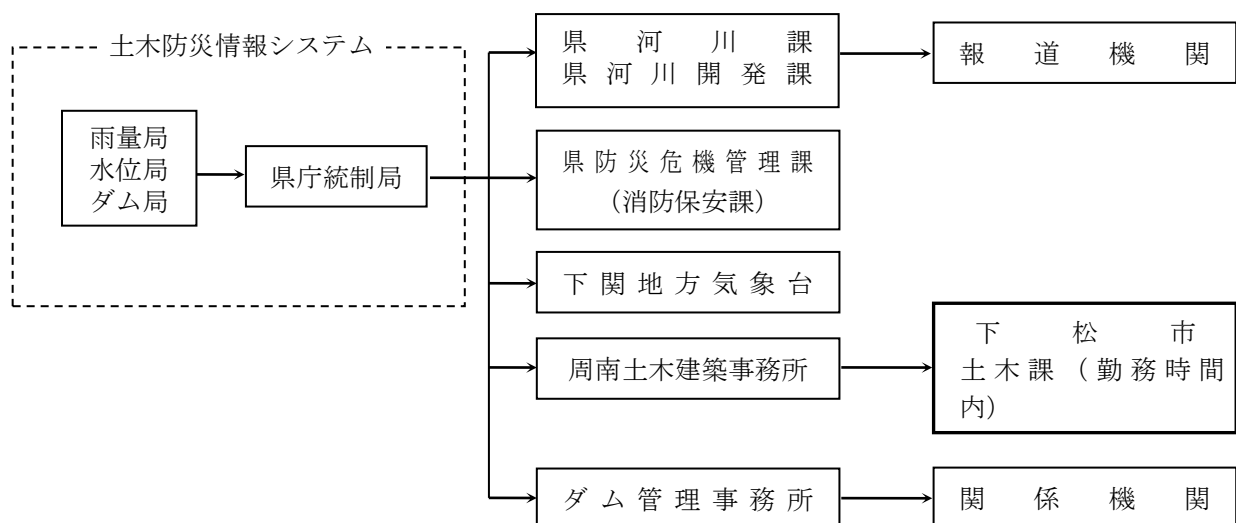 土木防災情報システム
雨量局
水位局
ダム局
県庁統制局
県河川課
県河川開発課
報道機関
県防災危機管理課
（消防保安課）
下関地方気象台
周南土木建築事務所
下松市
土木課（勤務時間
内）
ダム管理事務所
関係機関